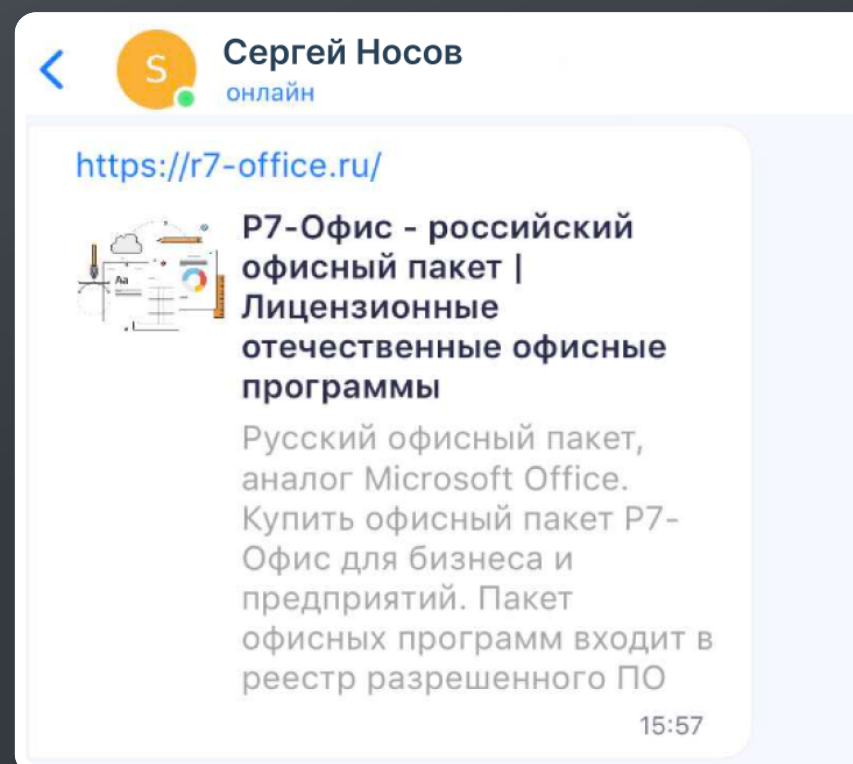 S
Сергей Носов
онлайн
https://r7-office.ru/
Aa
Р7-Офис - российский
офисный пакет |
Лицензионные
отечественные офисные
программы
Русский офисный пакет,
аналог Microsoft Office.
Купить офисный пакет Р7-
Офис для бизнеса и
предприятий. Пакет
офисных программ входит в
реестр разрешенного ПО
15:57